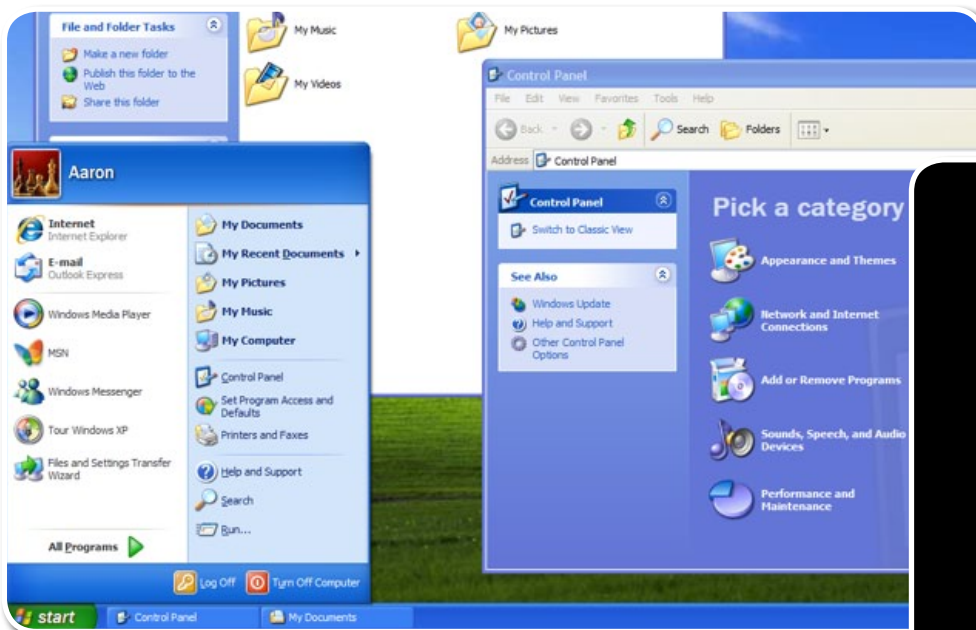 File and Folder Tasks
Make a new folder
Publish this folder to the
Web
Share this folder
My Music
My Pictures
My Videos
Control Panel
File Edit View Favorites Tools Help
Back Search Folders
Address Control Panel
Control Panel
Switch to Classic View
See Also
Windows Update
Help and Support
Other Control Panel
Options
Pick a category
Appearance and Themes
Network and Internet
Connections
Add or Remove Programs
Sounds, Speech, and Audio
Devices
Performance and
Maintenance
Aaron
Internet
Internet Explorer
E-mail
Outlook Express
Windows Media Player
MSN
Windows Messenger
Tour Windows XP
Files and Settings Transfer
Wizard
All Programs
My Documents
My Recent Documents
My Pictures
My Music
My Computer
Control Panel
Set Program Access and
Defaults
Printers and Faxes
Help and Support
Search
Run...
Log Off Turn Off Computer
start Control Panel My Documents